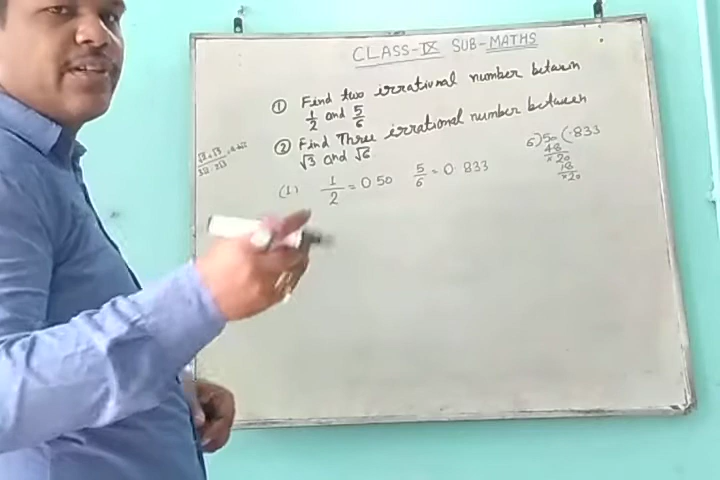 CLASS-IX SUB-MATHS
① Find two irrational number between
1/2 and 5/6
② Find Three irrational number between
√3 and √6
(1) 1/2 = 0.50 5/6 = 0.833
6)50(.833
48
×20
18
×20